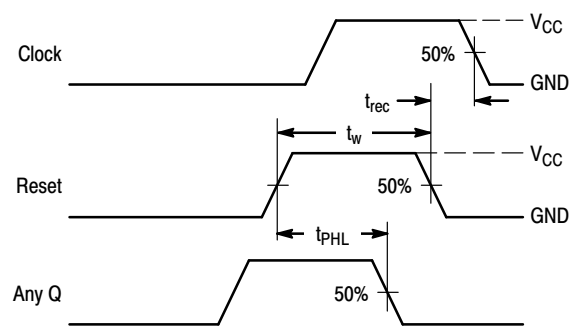 V_CC
Clock
50%
GND
t_rec
t_w
V_CC
Reset
50%
GND
t_PHL
Any Q
50%